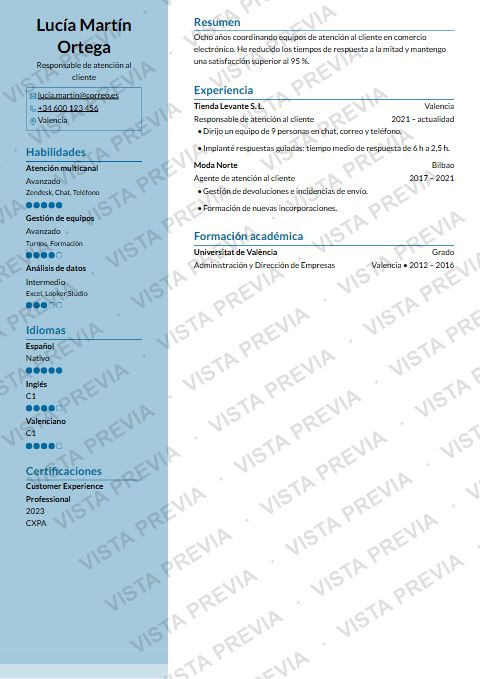 Lucía Martín
Ortega
Responsable de atención al
cliente
lucia.martin@correo.es
+34 600 123 456
Valencia
Habilidades
Atención multicanal
Avanzado
Zendesk, Chat, Teléfono
Gestión de equipos
Avanzado
Turnos, Formación
Análisis de datos
Intermedio
Excel, Looker Studio
Idiomas
Español
Nativo
Inglés
C1
Valenciano
C1
Certificaciones
Customer Experience
Professional
2023
CXPA
Resumen
Ocho años coordinando equipos de atención al cliente en comercio
electrónico. He reducido los tiempos de respuesta a la mitad y mantengo
una satisfacción superior al 95 %.
Experiencia
Tienda Levante S. L. Valencia
Responsable de atención al cliente 2021 – actualidad
• Dirijo un equipo de 9 personas en chat, correo y teléfono.
• Implanté respuestas guiadas: tiempo medio de respuesta de 6 h a 2,5 h.
Moda Norte Bilbao
Agente de atención al cliente 2017 – 2021
• Gestión de devoluciones e incidencias de envío.
• Formación de nuevas incorporaciones.
Formación académica
Universitat de València Grado
Administración y Dirección de Empresas Valencia • 2012 – 2016
VISTA PREVIA